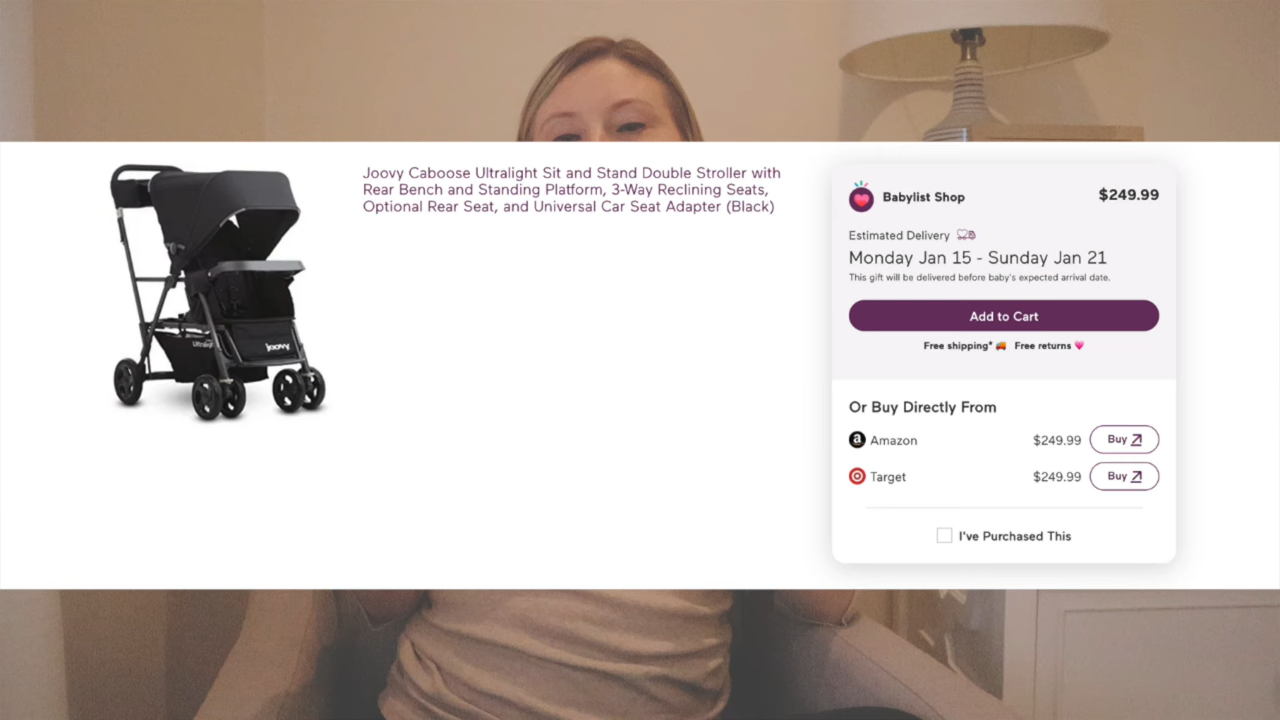 Joovy Caboose Ultralight Sit and Stand Double Stroller with
Rear Bench and Standing Platform, 3-Way Reclining Seats,
Optional Rear Seat, and Universal Car Seat Adapter (Black)
Ultralight
joovy
Babylist Shop $249.99
Estimated Delivery
Monday Jan 15 - Sunday Jan 21
This gift will be delivered before baby's expected arrival date.
Add to Cart
Free shipping* Free returns
Or Buy Directly From
Amazon $249.99 Buy
Target $249.99 Buy
I've Purchased This